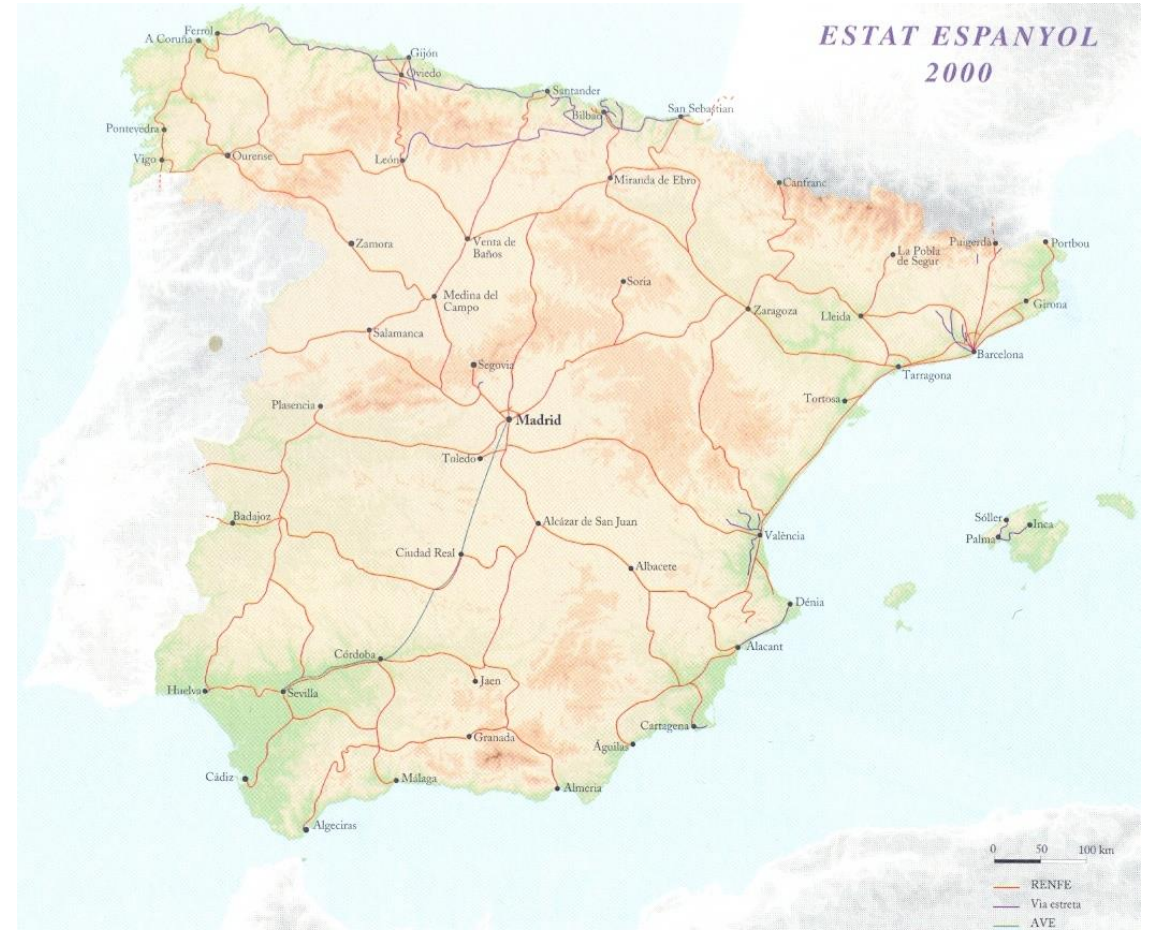 ESTAT ESPANYOL
2000
Ferrol
A Coruña
Gijón
Oviedo
Santander
Bilbao
San Sebastian
Pontevedra
Vigo
Ourense
León
Miranda de Ebro
Canfranc
Zamora
Venta de
Baños
Puigcerdà
Portbou
La Pobla
de Segur
Soria
Medina del
Campo
Zaragoza
Lleida
Girona
Salamanca
Segovia
Barcelona
Tarragona
Plasencia
Tortosa
Madrid
Toledo
Badajoz
Alcázar de San Juan
València
Sóller
Inca
Palma
Ciudad Real
Albacete
Dénia
Alacant
Córdoba
Huelva
Sevilla
Jaen
Cartagena
Granada
Águilas
Cádiz
Málaga
Almeria
Algeciras
0 50 100 km
RENFE
Via estreta
AVE